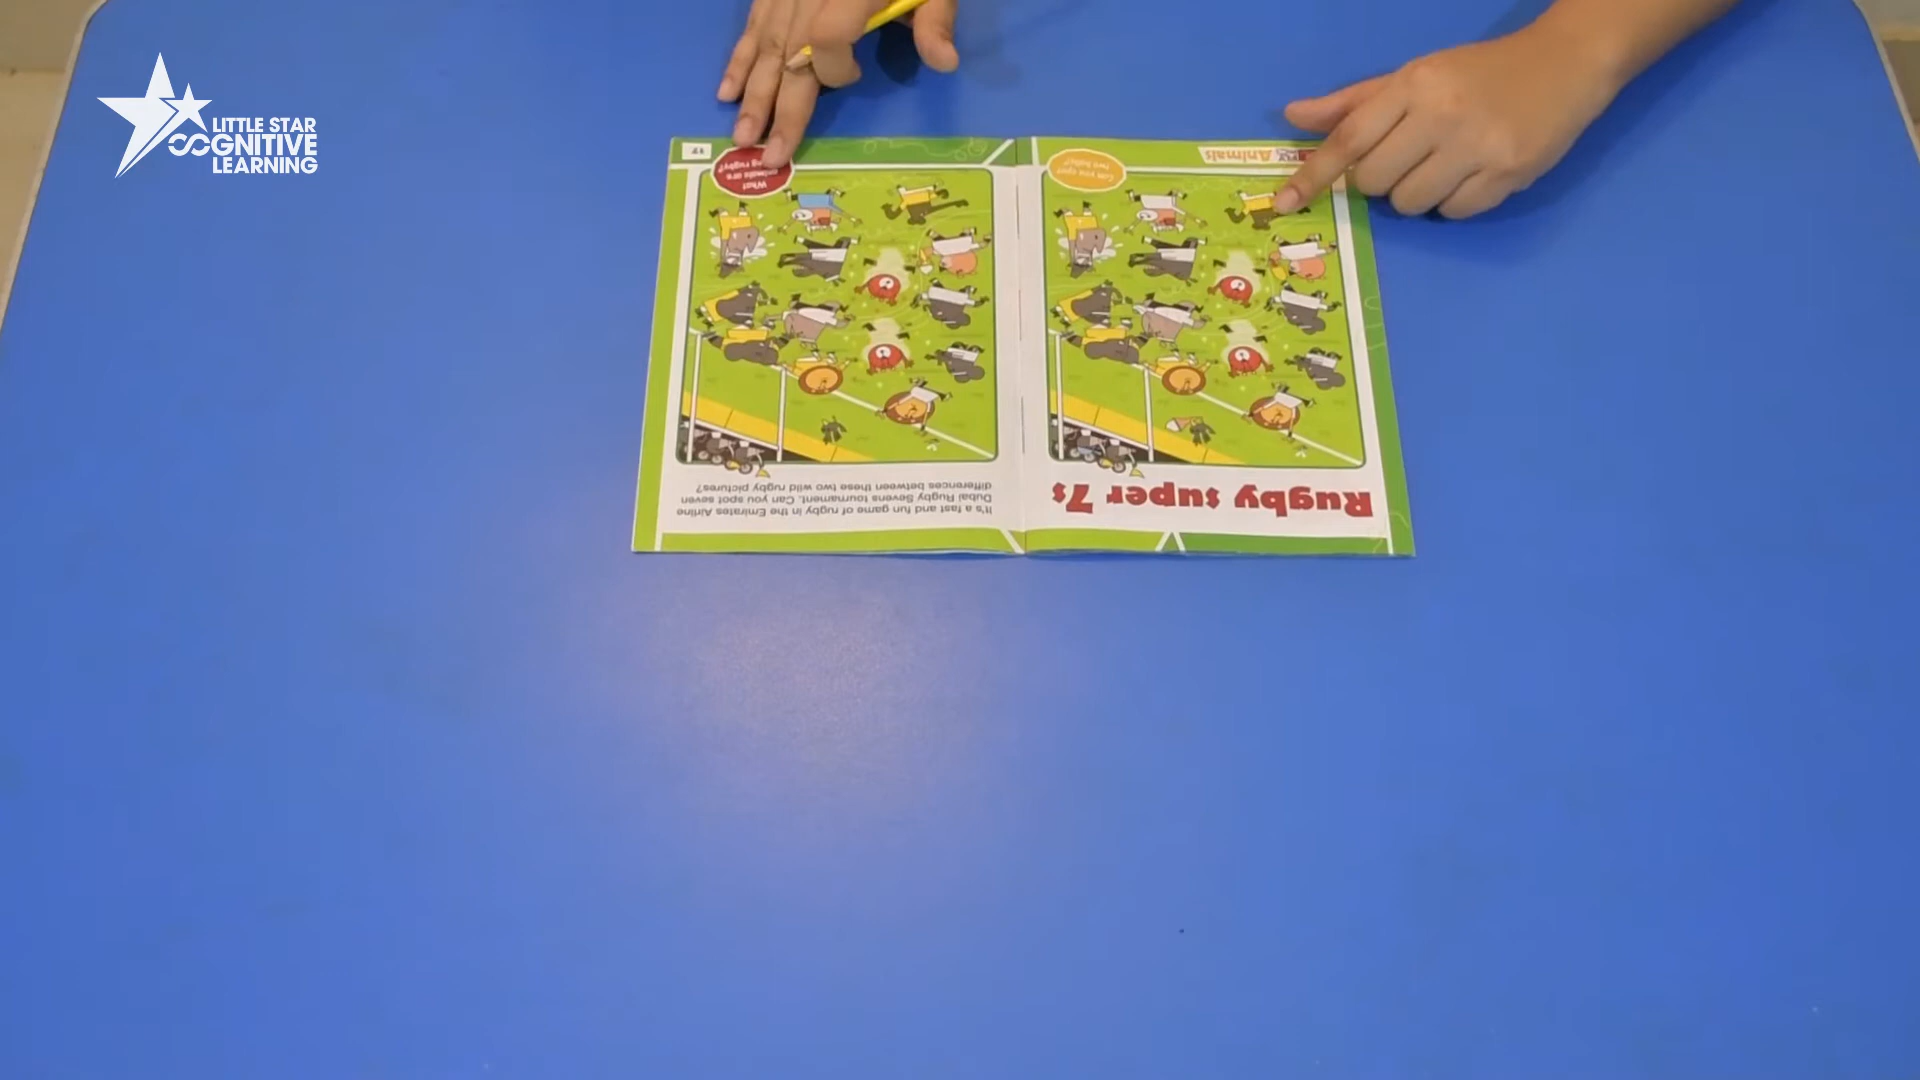 LITTLE STAR
COGNITIVE
LEARNING
Rugby super 7s
It's a fast and fun game of rugby in the Emirates Airline
Dubai Rugby Sevens tournament. Can you spot seven
differences between these two wild rugby pictures?
Can you spot
two balls?
Animals
What
animals are
rugby?
17